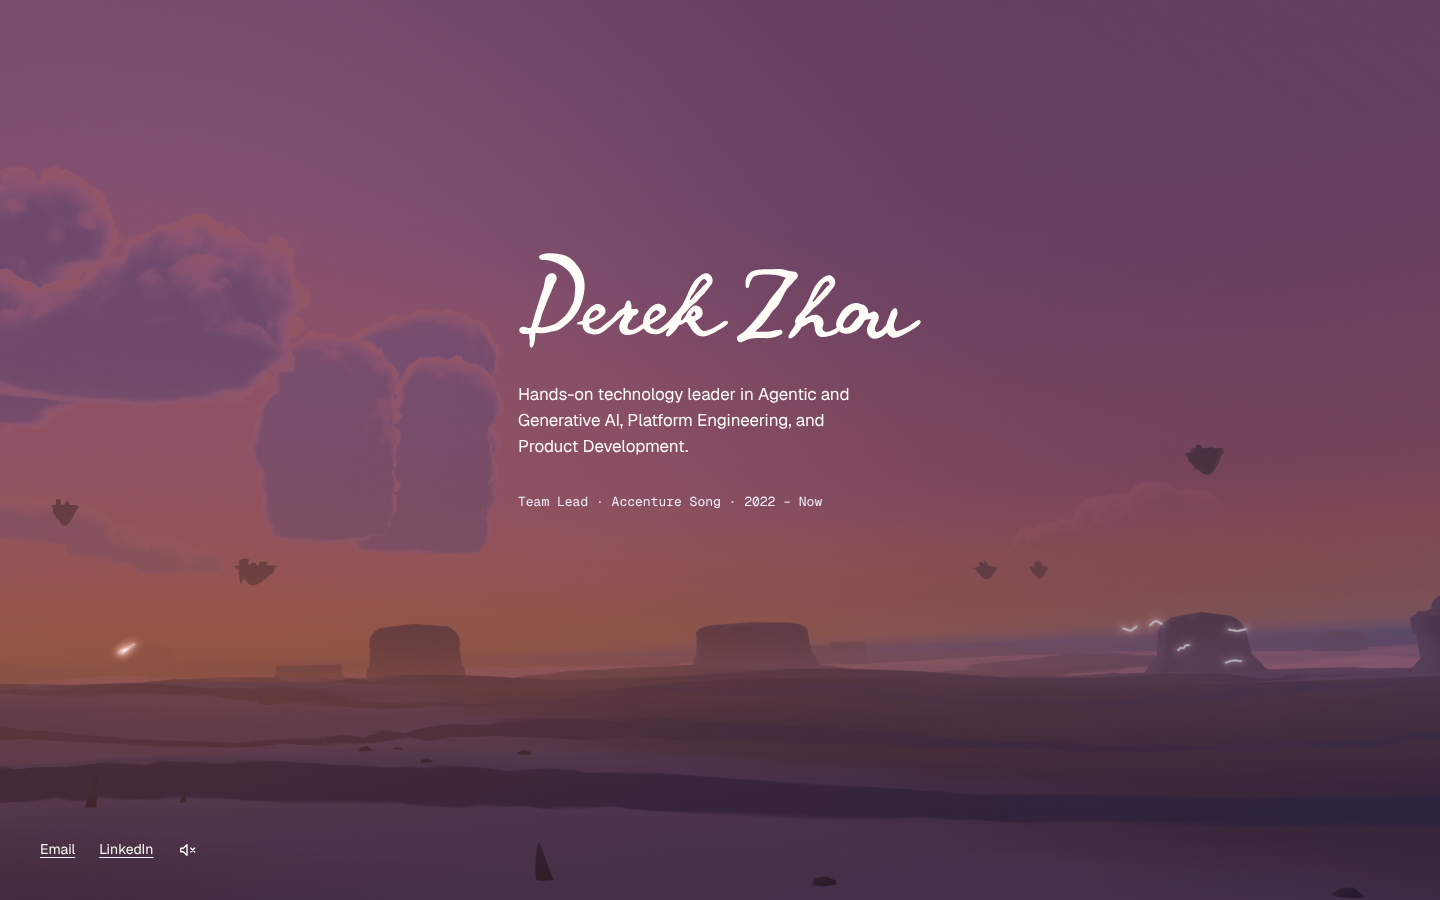 Derek Zhou
Hands-on technology leader in Agentic and
Generative AI, Platform Engineering, and
Product Development.
Team Lead · Accenture Song · 2022 – Now
Email LinkedIn